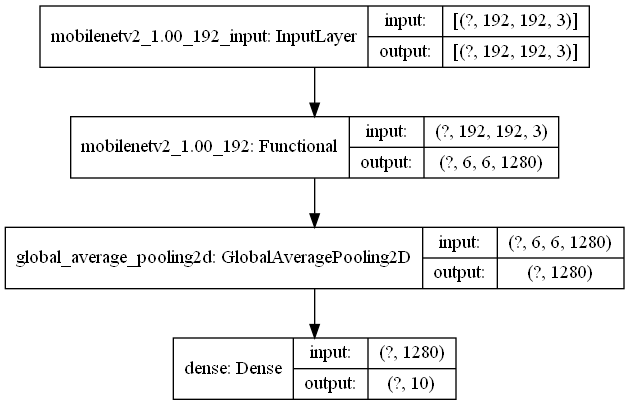 mobilenetv2_1.00_192_input: InputLayer
input: [(?, 192, 192, 3)]
output: [(?, 192, 192, 3)]
mobilenetv2_1.00_192: Functional
input: (?, 192, 192, 3)
output: (?, 6, 6, 1280)
global_average_pooling2d: GlobalAveragePooling2D
input: (?, 6, 6, 1280)
output: (?, 1280)
dense: Dense
input: (?, 1280)
output: (?, 10)